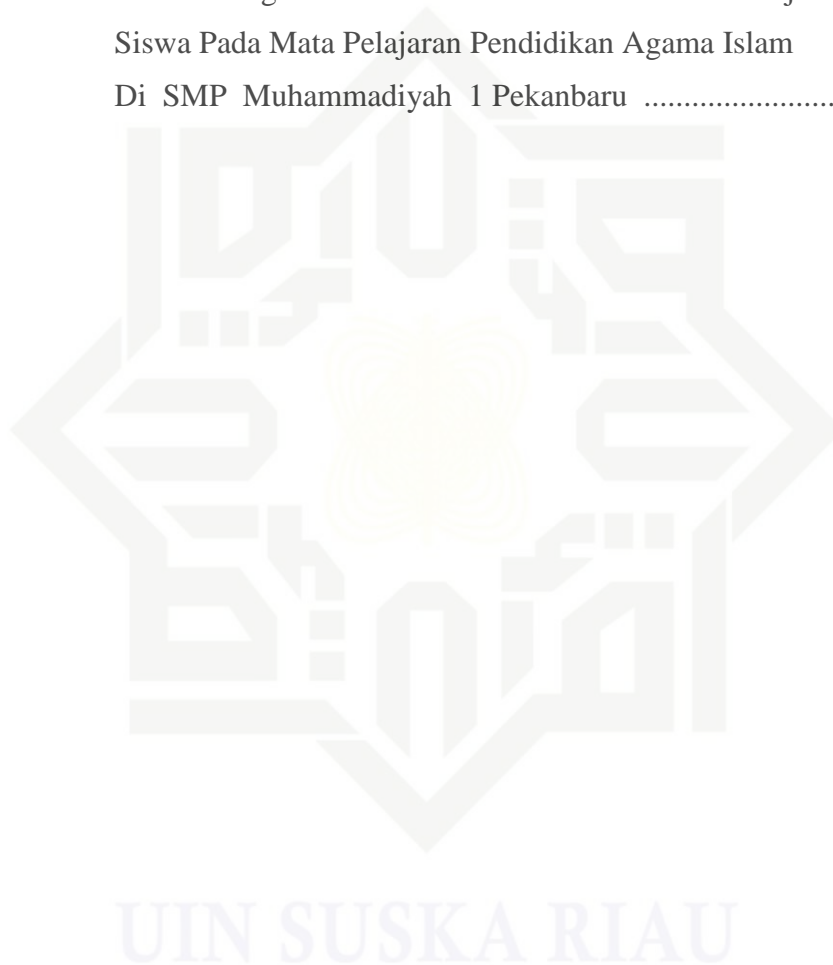 Siswa Pada Mata Pelajaran Pendidikan Agama Islam
Di SMP Muhammadiyah 1 Pekanbaru ........................
UIN SUSKA RIAU